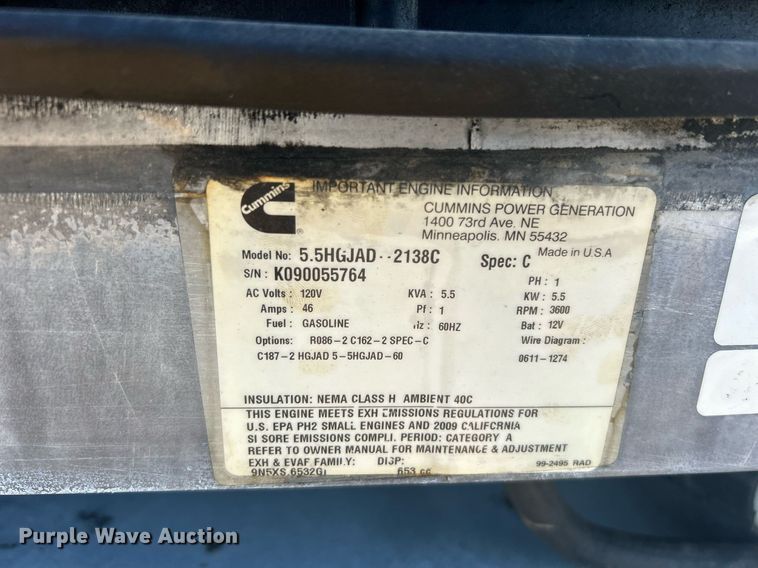 IMPORTANT ENGINE INFORMATION
Cummins
CUMMINS POWER GENERATION
1400 73rd Ave. NE
Minneapolis, MN 55432
Made in U.S.A
Model No: 5.5HGJAD--2138C Spec: C
S/N: K090055764
PH: 1
AC Volts: 120V KVA: 5.5 KW: 5.5
Amps: 46 Pf: 1 RPM: 3600
Fuel: GASOLINE Hz: 60HZ Bat: 12V
Options: R086-2 C162-2 SPEC-C Wire Diagram:
C187-2 HGJAD 5-5HGJAD-60 0611-1274
INSULATION: NEMA CLASS H AMBIENT 40C
THIS ENGINE MEETS EXH EMISSIONS REGULATIONS FOR
U.S. EPA PH2 SMALL ENGINES AND 2009 CALIFCRNIA
SI SORE EMISSIONS COMPLI. PERIOD: CATEGORY A
REFER TO OWNER MANUAL FOR MAINTENANCE & ADJUSTMENT
EXH & EVAF FAMILY: DISP:
99-2495 RAD
653 cc
Purple Wave Auction